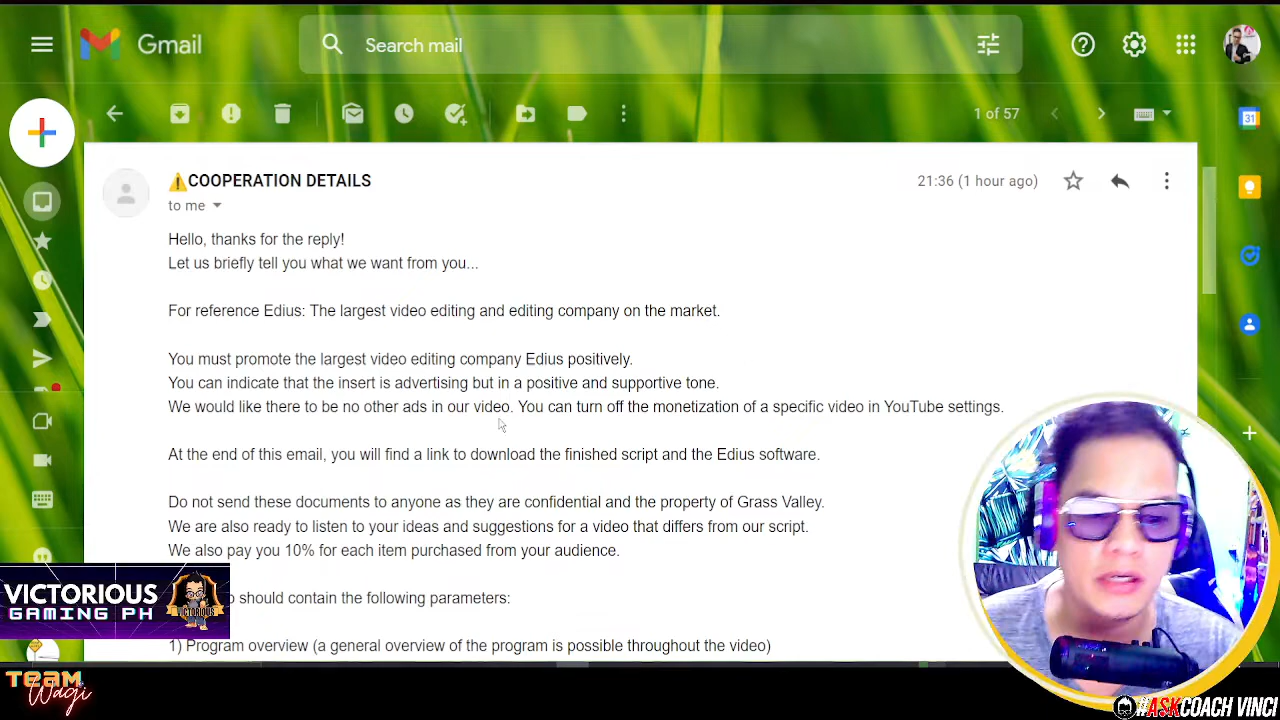 Gmail
Search mail
1 of 57
31
⚠️COOPERATION DETAILS
21:36 (1 hour ago)
to me
Hello, thanks for the reply!
Let us briefly tell you what we want from you...
For reference Edius: The largest video editing and editing company on the market.
You must promote the largest video editing company Edius positively.
You can indicate that the insert is advertising but in a positive and supportive tone.
We would like there to be no other ads in our video. You can turn off the monetization of a specific video in YouTube settings.
At the end of this email, you will find a link to download the finished script and the Edius software.
Do not send these documents to anyone as they are confidential and the property of Grass Valley.
We are also ready to listen to your ideas and suggestions for a video that differs from our script.
We also pay you 10% for each item purchased from your audience.
should contain the following parameters:
1) Program overview (a general overview of the program is possible throughout the video)
VICTORIOUS
GAMING PH
VICTORIOUS
TEAM
Wagi
#ASKCOACH VINCI